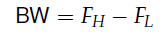 BW = F_H − F_L